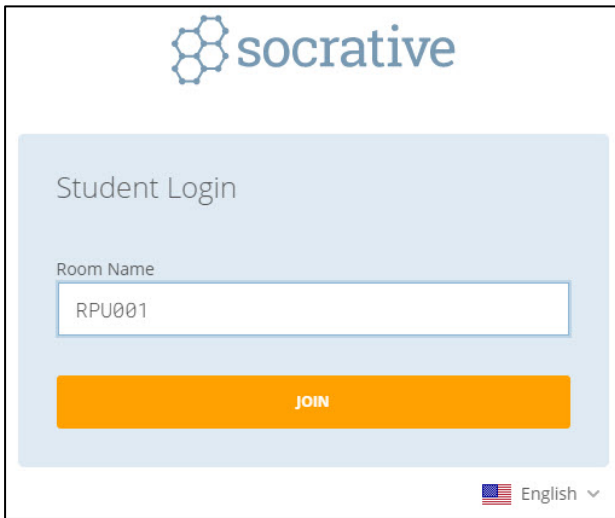 socrative
Student Login
Room Name
RPU001
JOIN
English